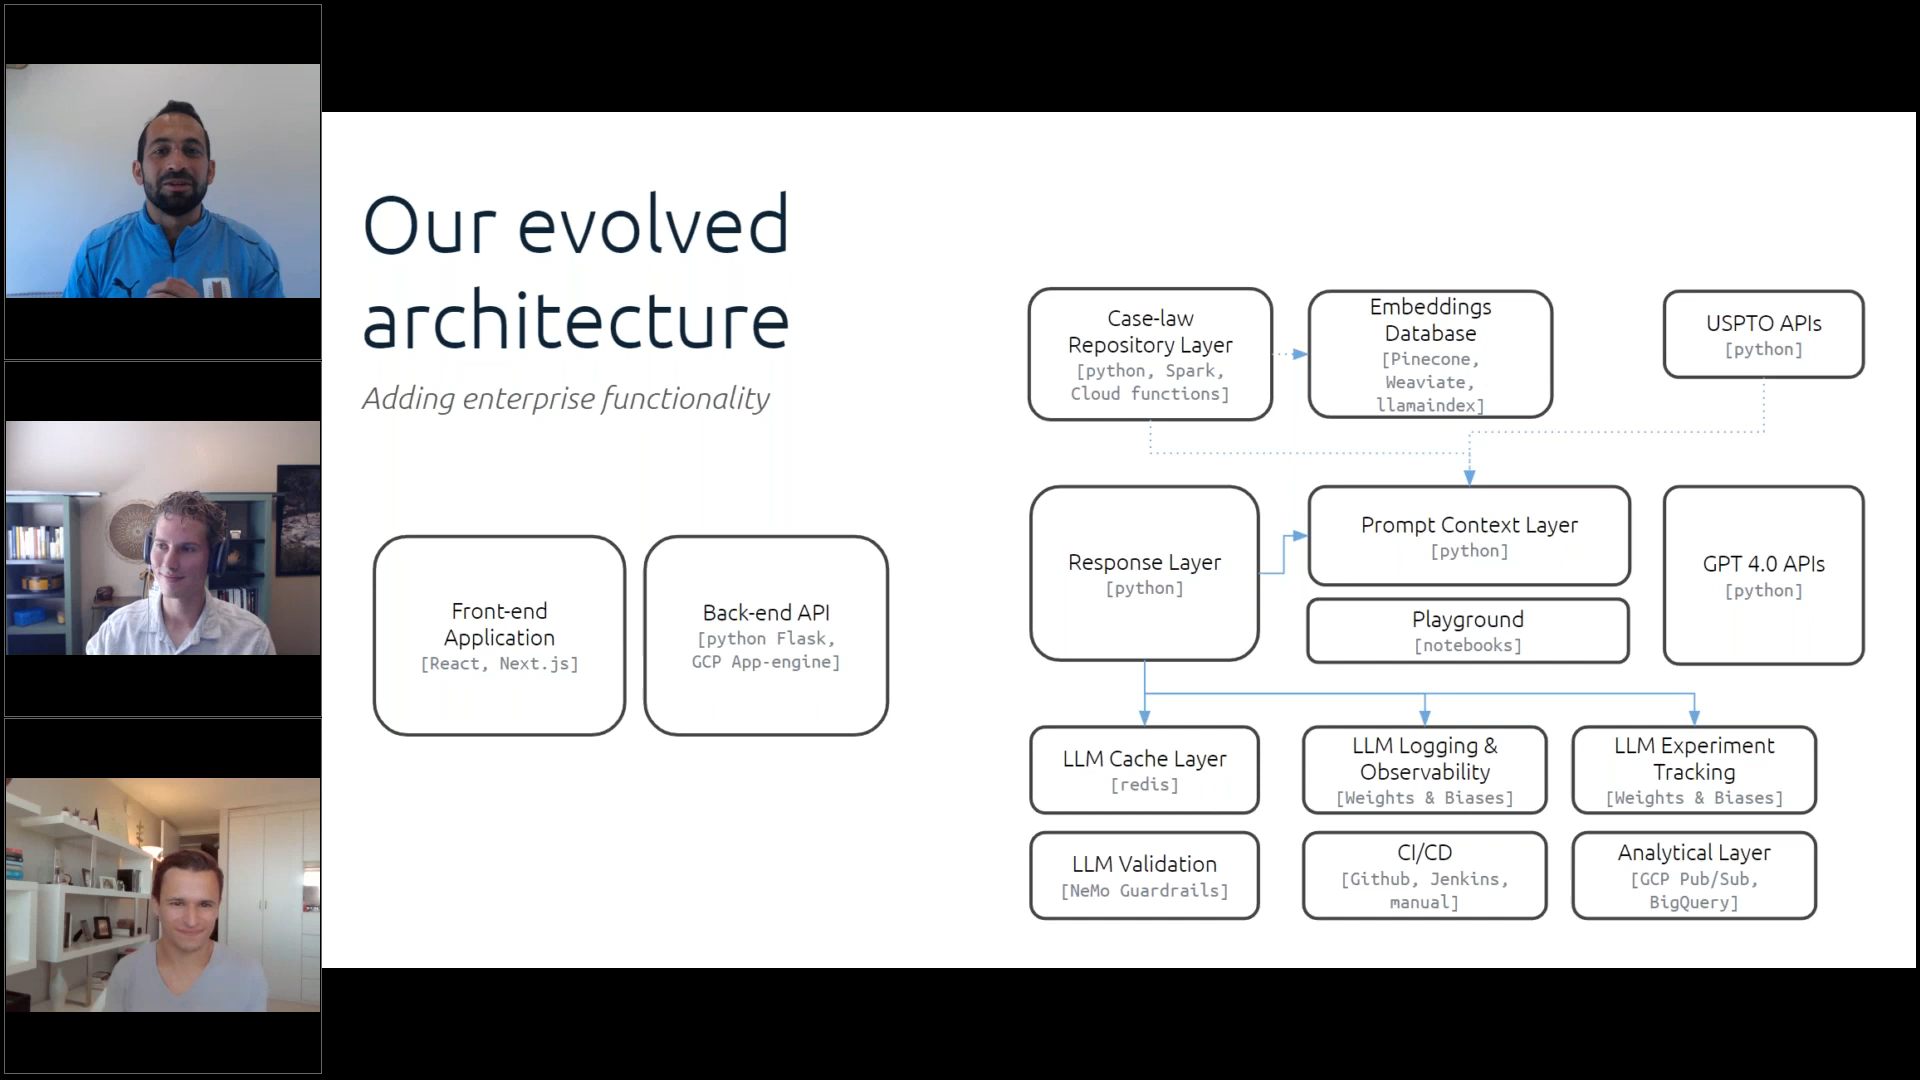 Our evolved
architecture
Adding enterprise functionality
Front-end
Application
[React, Next.js]
Back-end API
[python Flask,
GCP App-engine]
Case-law
Repository Layer
[python, Spark,
Cloud functions]
Embeddings
Database
[Pinecone,
Weaviate,
llamaindex]
USPTO APIs
[python]
Response Layer
[python]
Prompt Context Layer
[python]
Playground
[notebooks]
GPT 4.0 APIs
[python]
LLM Cache Layer
[redis]
LLM Logging &
Observability
[Weights & Biases]
LLM Experiment
Tracking
[Weights & Biases]
LLM Validation
[NeMo Guardrails]
CI/CD
[Github, Jenkins,
manual]
Analytical Layer
[GCP Pub/Sub,
BigQuery]